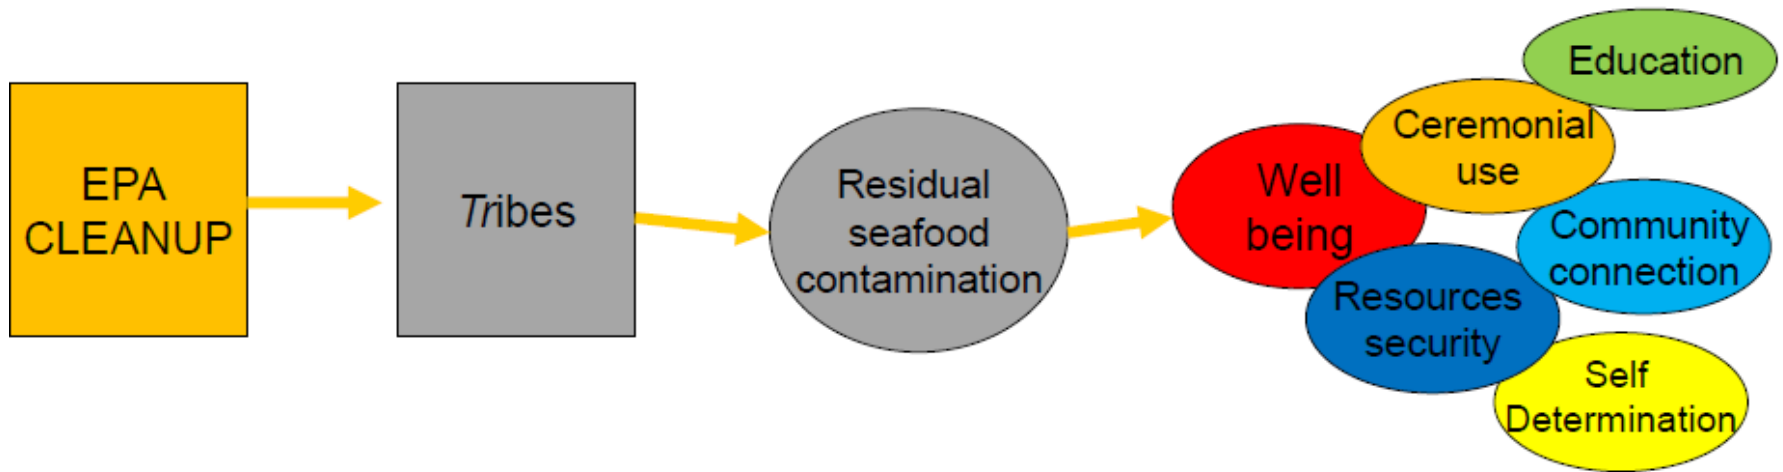 EPA
CLEANUP
Tribes
Residual
seafood
contamination
Well
being
Ceremonial
use
Education
Community
connection
Resources
security
Self
Determination